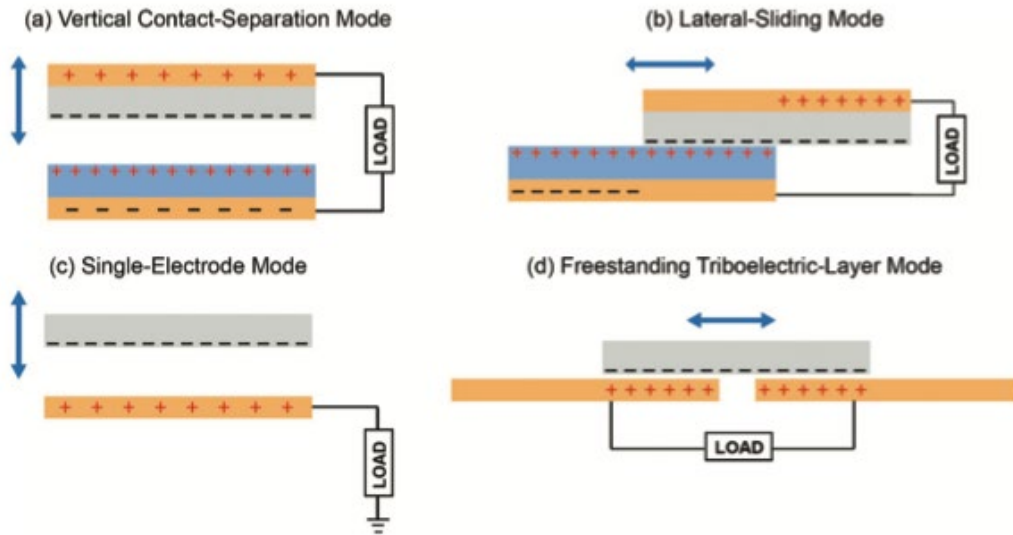 (a) Vertical Contact-Separation Mode
(b) Lateral-Sliding Mode
LOAD
LOAD
(c) Single-Electrode Mode
(d) Freestanding Triboelectric-Layer Mode
LOAD
LOAD